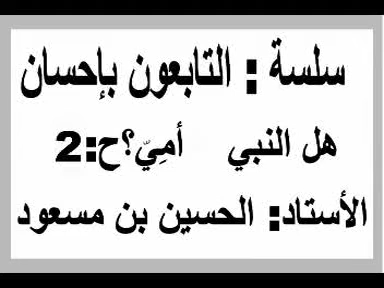 سلسة : التابعون بإحسان
هل النبي أمِيّ؟ح:2
الأستاد: الحسين بن مسعود